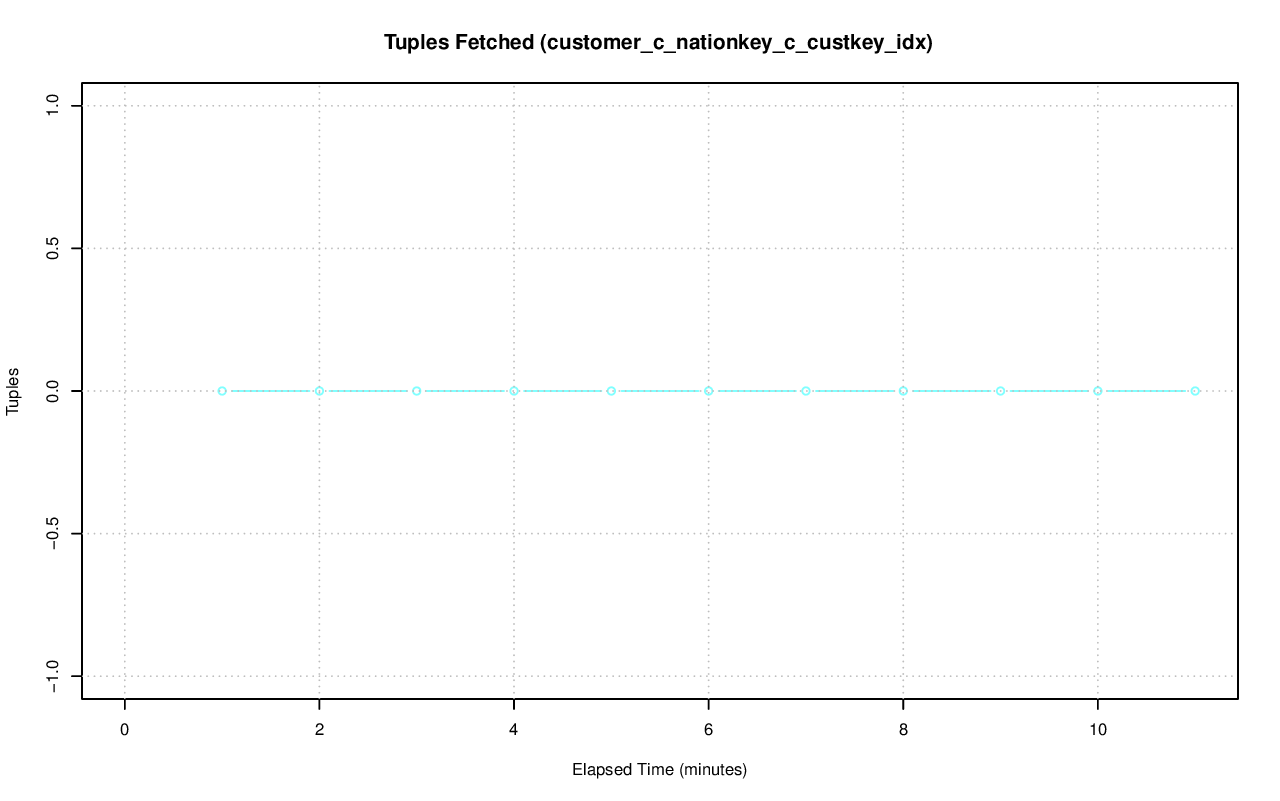 Tuples Fetched (customer_c_nationkey_c_custkey_idx)
1.0
0.5
0.0
−0.5
−1.0
Tuples
0 2 4 6 8 10
Elapsed Time (minutes)